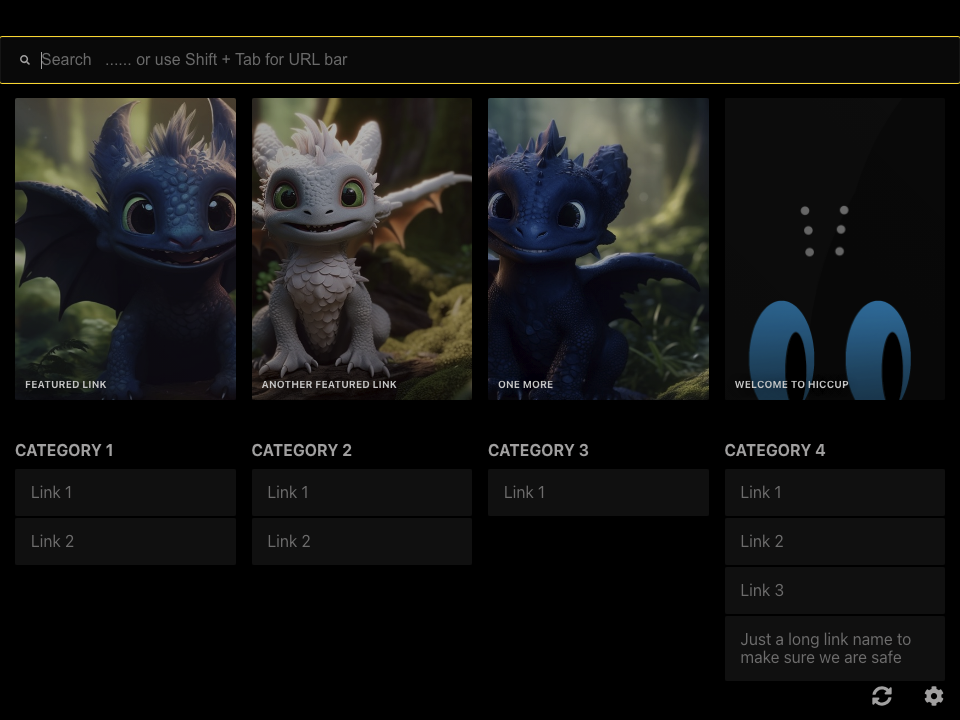 Search ...... or use Shift + Tab for URL bar
FEATURED LINK
ANOTHER FEATURED LINK
ONE MORE
WELCOME TO HICCUP
CATEGORY 1
Link 1
Link 2
CATEGORY 2
Link 1
Link 2
CATEGORY 3
Link 1
CATEGORY 4
Link 1
Link 2
Link 3
Just a long link name to
make sure we are safe